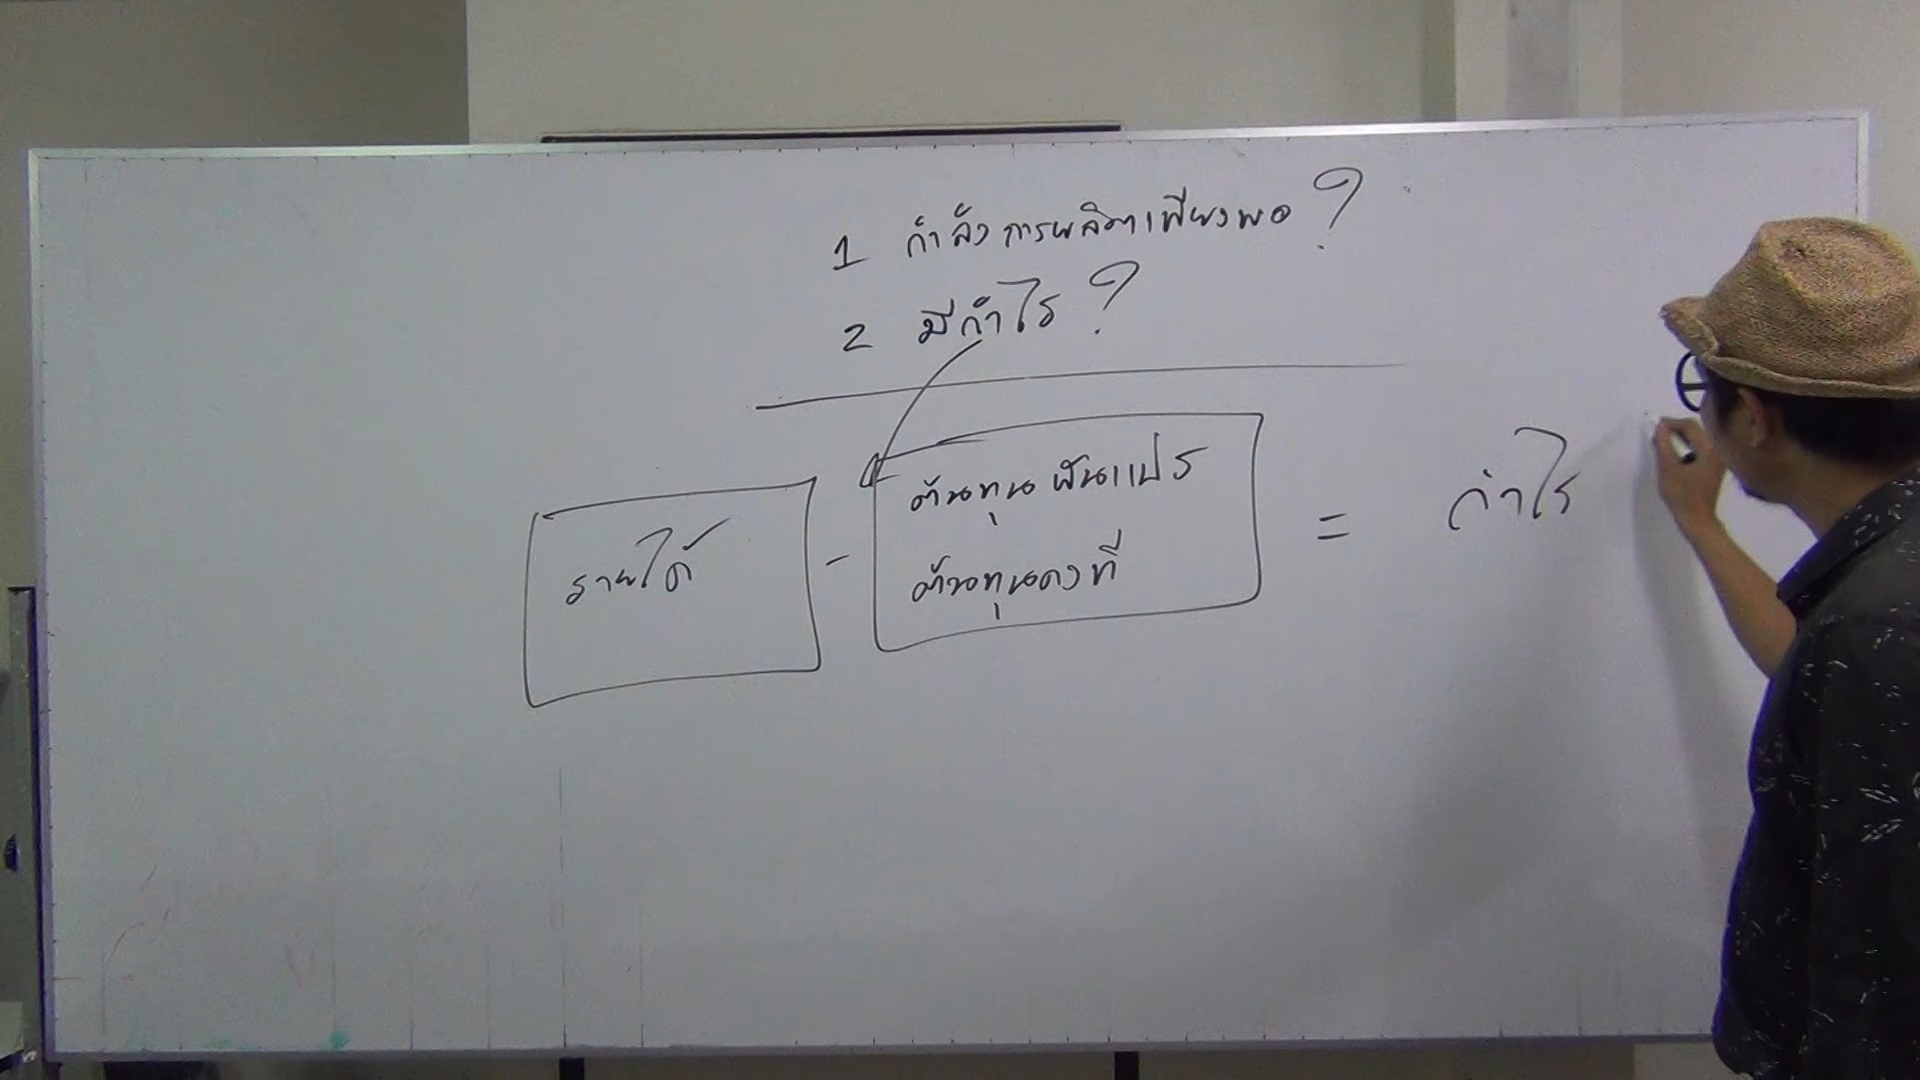 1 กำลังการผลิตเพียงพอ ?
2 มีกำไร ?
รายได้ - ต้นทุนผันแปร
ต้นทุนคงที่ = กำไร